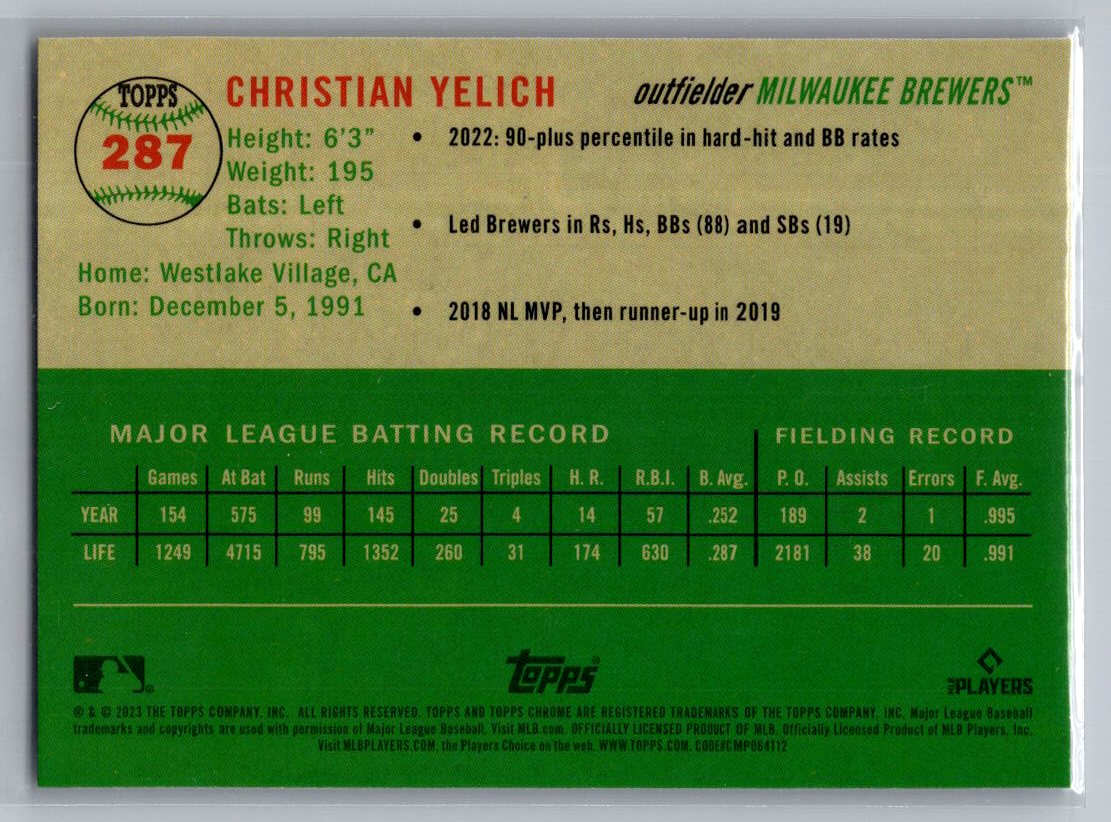 TOPPS
287
CHRISTIAN YELICH
outfielder MILWAUKEE BREWERS™
Height: 6'3"
Weight: 195
Bats: Left
Throws: Right
Home: Westlake Village, CA
Born: December 5, 1991
• 2022: 90-plus percentile in hard-hit and BB rates
• Led Brewers in Rs, Hs, BBs (88) and SBs (19)
• 2018 NL MVP, then runner-up in 2019
MAJOR LEAGUE BATTING RECORD FIELDING RECORD
Games At Bat Runs Hits Doubles Triples H. R. R.B.I. B. Avg. P. O. Assists Errors F. Avg.
YEAR 154 575 99 145 25 4 14 57 .252 189 2 1 .995
LIFE 1249 4715 795 1352 260 31 174 630 .287 2181 38 20 .991
topps®
MLB PLAYERS
® & © 2023 THE TOPPS COMPANY, INC. ALL RIGHTS RESERVED. TOPPS AND TOPPS CHROME ARE REGISTERED TRADEMARKS OF THE TOPPS COMPANY, INC. Major League Baseball
trademarks and copyrights are used with permission of Major League Baseball. Visit MLB.com. OFFICIALLY LICENSED PRODUCT OF MLB. Officially Licensed Product of MLB Players, Inc.
Visit MLBPLAYERS.COM, the Players Choice on the web. WWW.TOPPS.COM. CODE#CMP064112